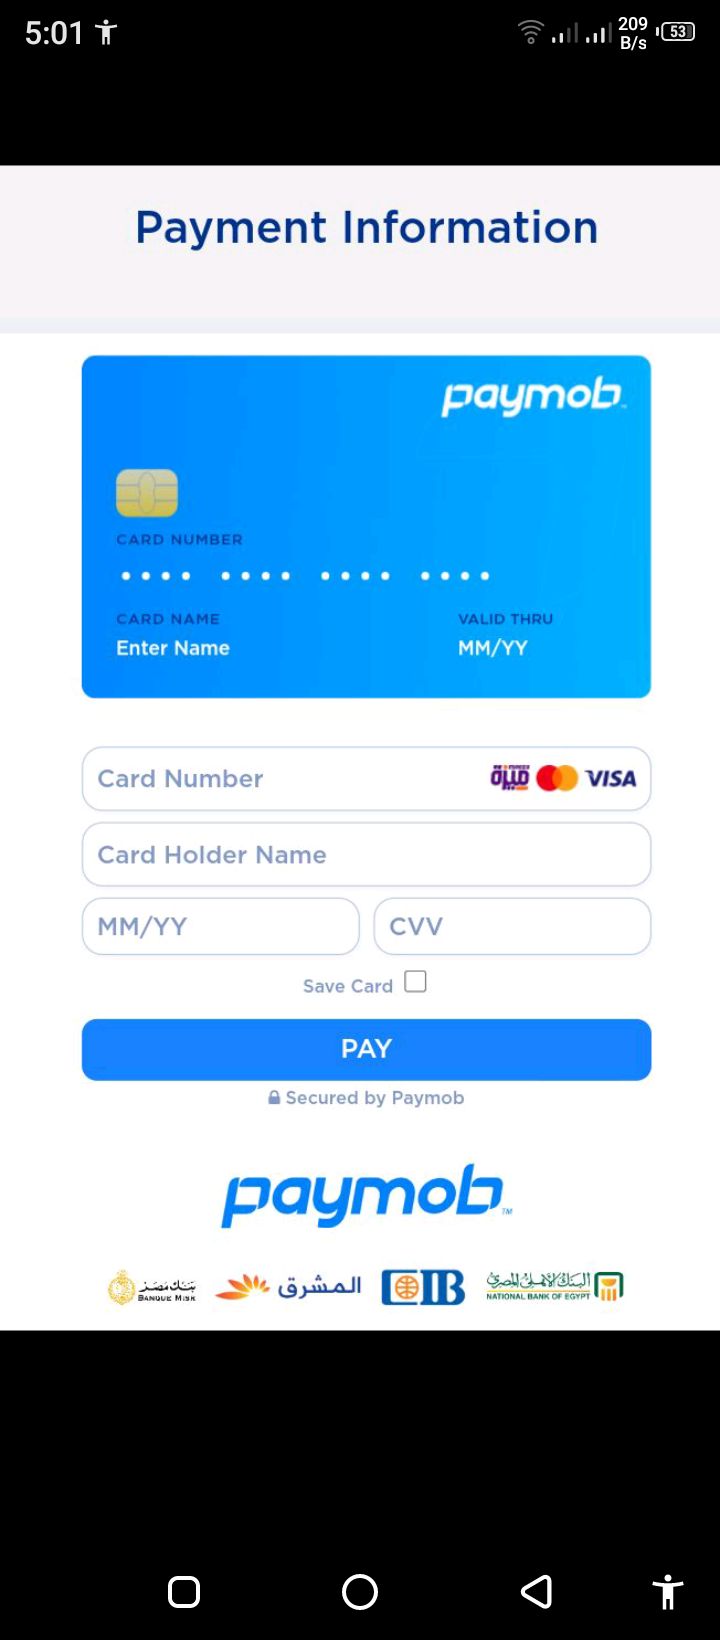 5:01
209
B/s
53
Payment Information
paymob
CARD NUMBER
CARD NAME
VALID THRU
Enter Name
MM/YY
Card Number
ميزة
VISA
Card Holder Name
MM/YY
CVV
Save Card
PAY
Secured by Paymob
paymob™
بنك مصر
BANQUE MISR
المشرق
CIB
البنك الأهلي المصري
NATIONAL BANK OF EGYPT